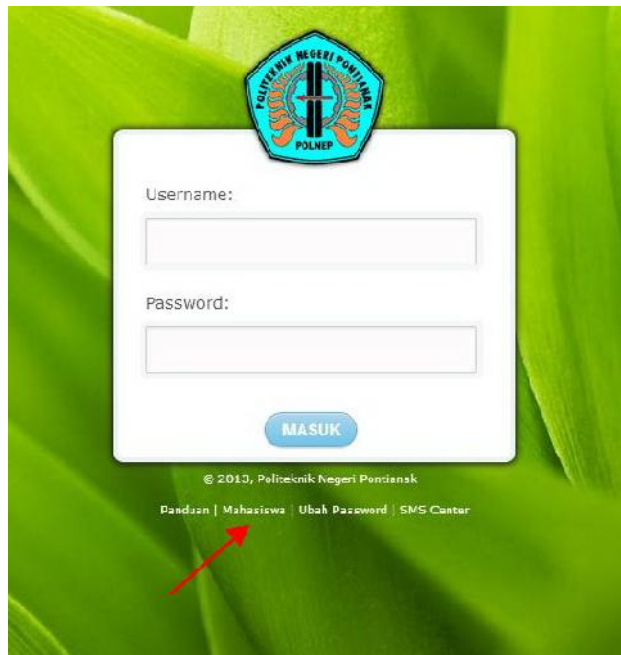 POLITEKNIK NEGERI PONTIANAK
POLNEP
Username:
Password:
MASUK
© 2013, Politeknik Negeri Pontianak
Panduan | Mahasiswa | Ubah Password | SMS Center